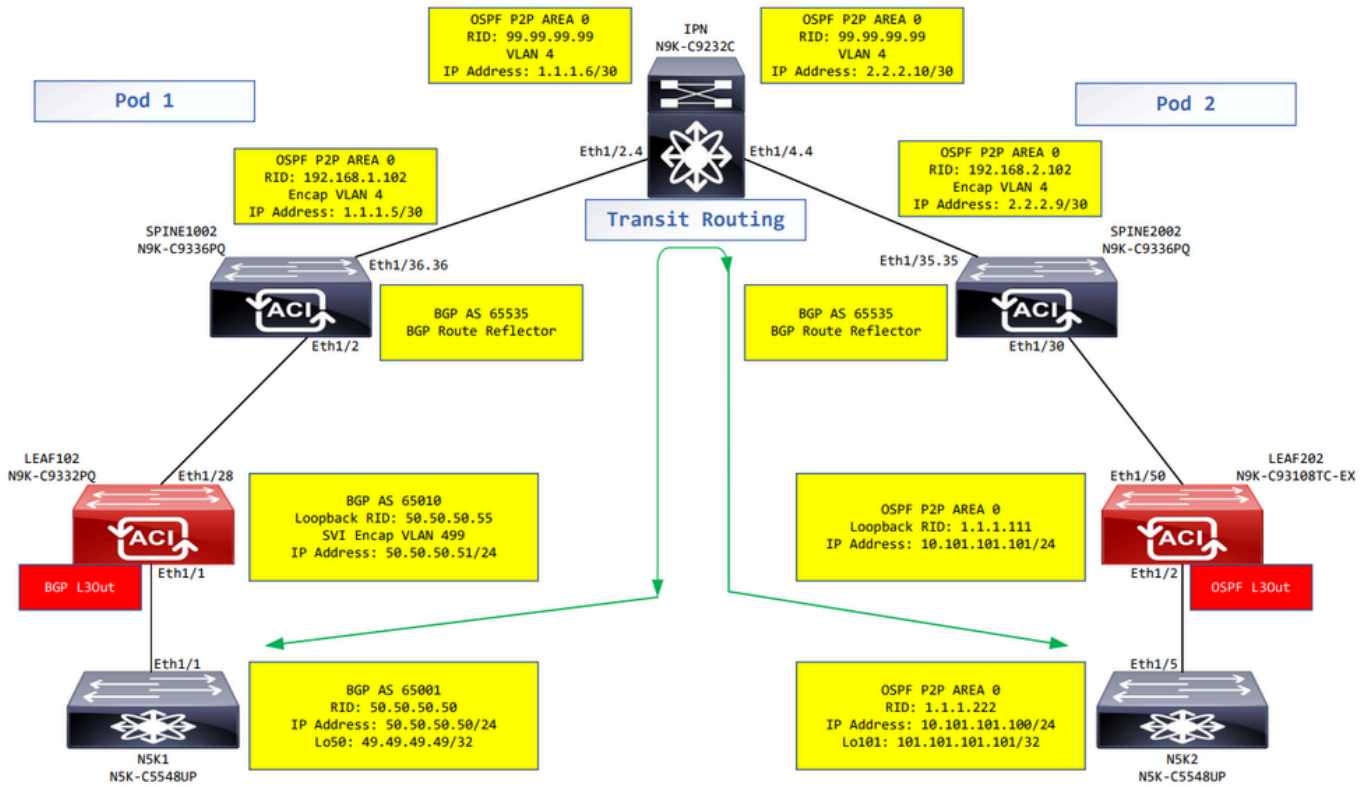 OSPF P2P AREA 0
RID: 99.99.99.99
VLAN 4
IP Address: 1.1.1.6/30
IPN
N9K-C9232C
OSPF P2P AREA 0
RID: 99.99.99.99
VLAN 4
IP Address: 2.2.2.10/30
Pod 1
Pod 2
Eth1/2.4
Eth1/4.4
OSPF P2P AREA 0
RID: 192.168.1.102
Encap VLAN 4
IP Address: 1.1.1.5/30
OSPF P2P AREA 0
RID: 192.168.2.102
Encap VLAN 4
IP Address: 2.2.2.9/30
Transit Routing
SPINE1002
N9K-C9336PQ
SPINE2002
N9K-C9336PQ
Eth1/36.36
Eth1/35.35
ACI
BGP AS 65535
BGP Route Reflector
BGP AS 65535
BGP Route Reflector
ACI
Eth1/2
Eth1/30
LEAF102
N9K-C9332PQ
Eth1/28
Eth1/50
LEAF202
N9K-C93108TC-EX
ACI
BGP AS 65010
Loopback RID: 50.50.50.55
SVI Encap VLAN 499
IP Address: 50.50.50.51/24
OSPF P2P AREA 0
Loopback RID: 1.1.1.111
IP Address: 10.101.101.101/24
ACI
BGP L3Out
Eth1/1
Eth1/2
OSPF L3Out
Eth1/1
Eth1/5
BGP AS 65001
RID: 50.50.50.50
IP Address: 50.50.50.50/24
Lo50: 49.49.49.49/32
OSPF P2P AREA 0
RID: 1.1.1.222
IP Address: 10.101.101.100/24
Lo101: 101.101.101.101/32
N5K1
N5K-C5548UP
N5K2
N5K-C5548UP